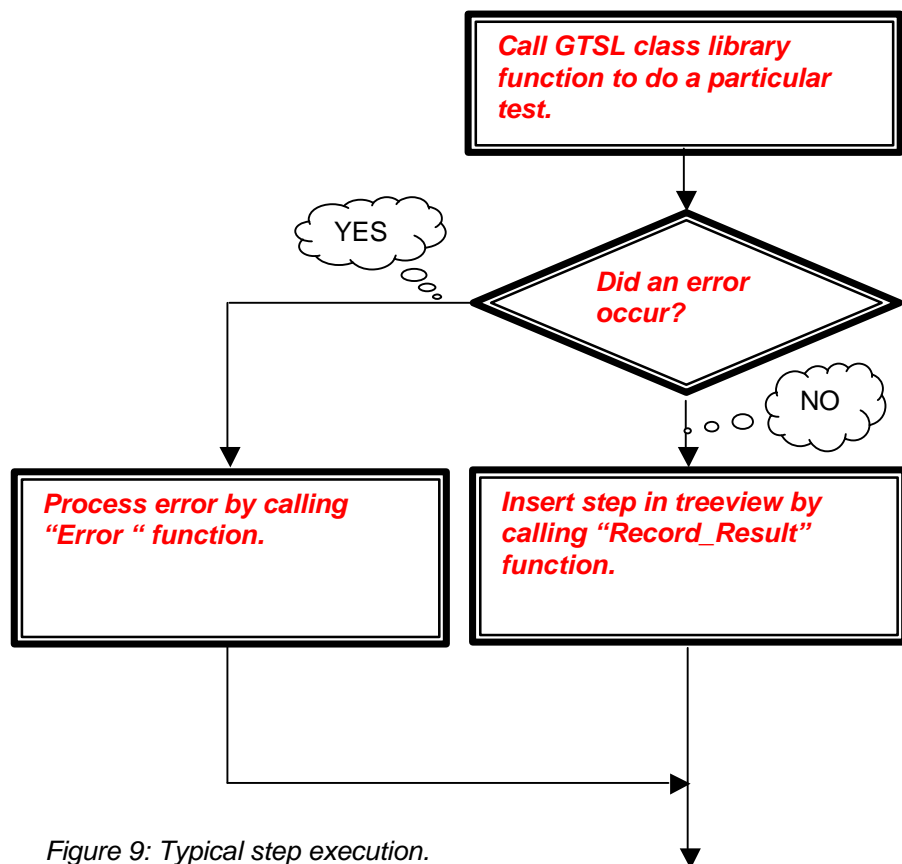 Call GTSL class library
function to do a particular
test.
YES
Did an error
occur?
NO
Process error by calling
“Error “ function.
Insert step in treeview by
calling “Record_Result”
function.
Figure 9: Typical step execution.